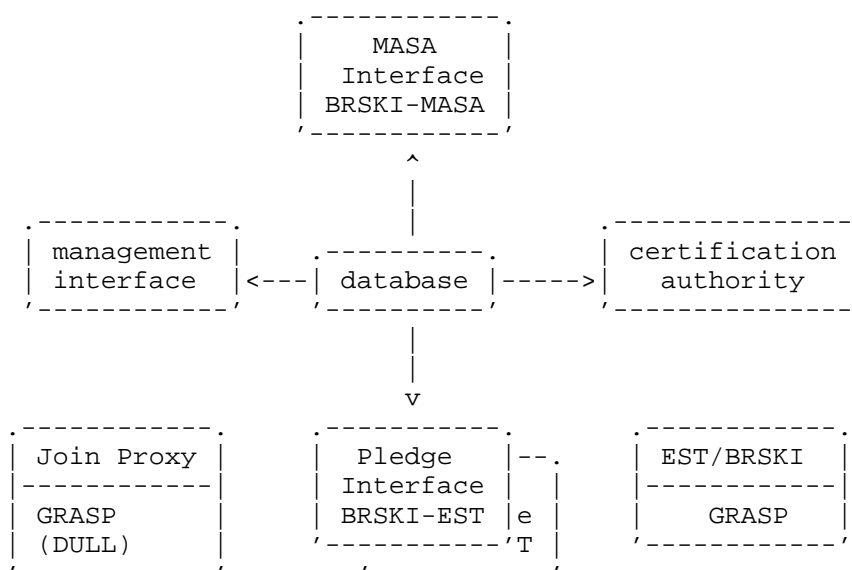 MASA
Interface
BRSKI-MASA
management certification
interface <--- database -----> authority
Join Proxy Pledge EST/BRSKI
Interface
GRASP BRSKI-EST e GRASP
(DULL) T